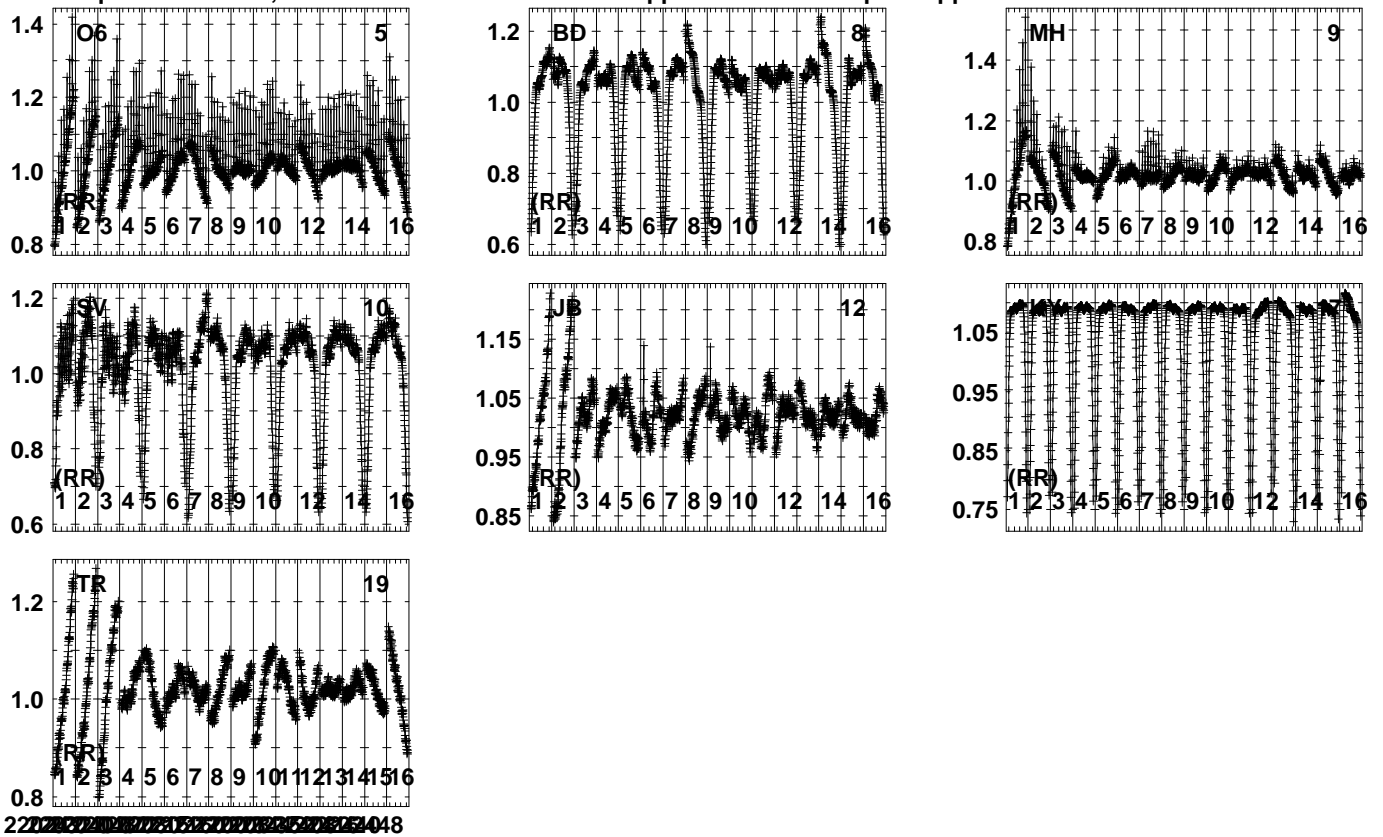 1.4 1.2 1.0 0.8
O6 5
(RR)
1 2 3 4 5 6 7 8 9 10 12 14 16
1.2 1.0 0.8 0.6
BD 8
(RR)
1 2 3 4 5 6 7 8 9 10 12 14 16
1.4 1.2 1.0 0.8
MH 9
(RR)
1 2 3 4 5 6 7 8 9 10 12 14 16
1.2 1.0 0.8 0.6
SV 10
(RR)
1 2 3 4 5 6 7 8 9 10 12 14 16
1.15 1.05 0.95 0.85
JB 12
(RR)
1 2 3 4 5 6 7 8 9 10 12 14 16
1.05 0.95 0.85 0.75
(RR)
1 2 3 4 5 6 7 8 9 10 12 14 16
1.2 1.0 0.8
TR 19
(RR)
1 2 3 4 5 6 7 8 9 10 11 12 13 14 15 16